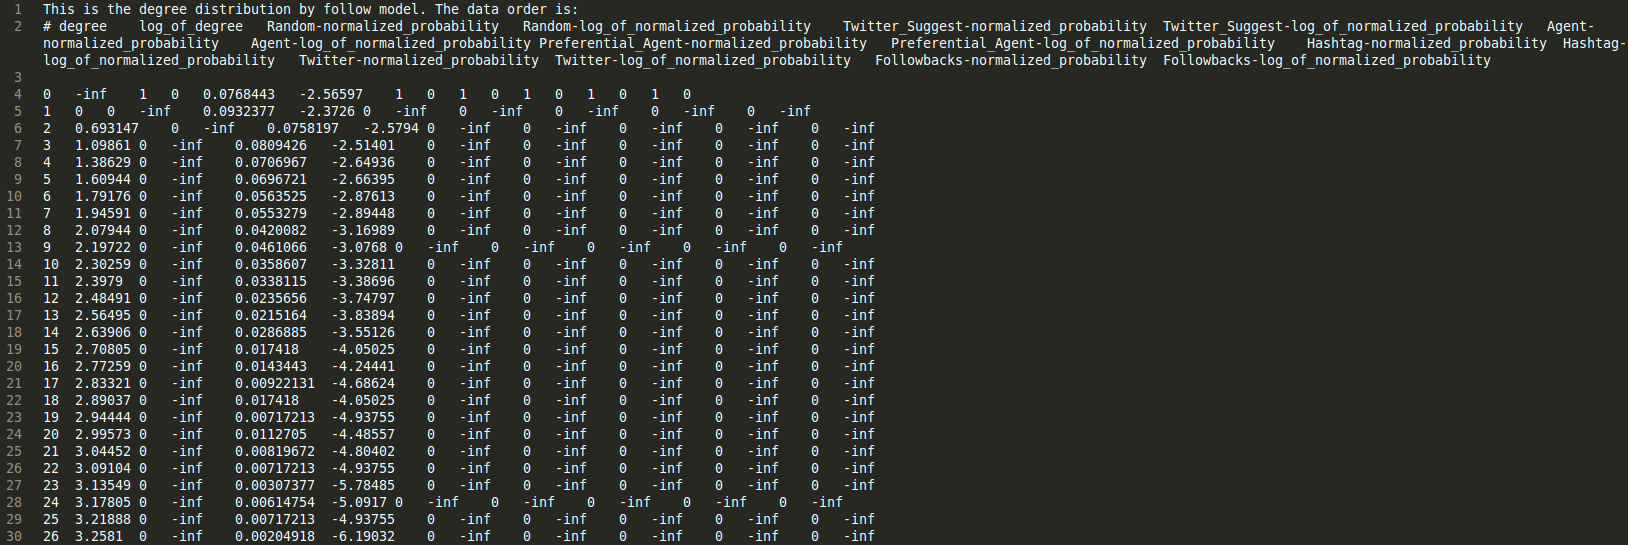 1 This is the degree distribution by follow model. The data order is:
2 # degree log_of_degree Random-normalized_probability Random-log_of_normalized_probability Twitter_Suggest-normalized_probability Twitter_Suggest-log_of_normalized_probability Agent-
normalized_probability Agent-log_of_normalized_probability Preferential_Agent-normalized_probability Preferential_Agent-log_of_normalized_probability Hashtag-normalized_probability Hashtag-
log_of_normalized_probability Twitter-normalized_probability Twitter-log_of_normalized_probability Followbacks-normalized_probability Followbacks-log_of_normalized_probability
3
4 0 -inf 1 0 0.0768443 -2.56597 1 0 1 0 1 0 1 0 1 0
5 1 0 0 -inf 0.0932377 -2.3726 0 -inf 0 -inf 0 -inf 0 -inf 0 -inf
6 2 0.693147 0 -inf 0.0758197 -2.5794 0 -inf 0 -inf 0 -inf 0 -inf 0 -inf
7 3 1.09861 0 -inf 0.0809426 -2.51401 0 -inf 0 -inf 0 -inf 0 -inf 0 -inf
8 4 1.38629 0 -inf 0.0706967 -2.64936 0 -inf 0 -inf 0 -inf 0 -inf 0 -inf
9 5 1.60944 0 -inf 0.0696721 -2.66395 0 -inf 0 -inf 0 -inf 0 -inf 0 -inf
10 6 1.79176 0 -inf 0.0563525 -2.87613 0 -inf 0 -inf 0 -inf 0 -inf 0 -inf
11 7 1.94591 0 -inf 0.0553279 -2.89448 0 -inf 0 -inf 0 -inf 0 -inf 0 -inf
12 8 2.07944 0 -inf 0.0420082 -3.16989 0 -inf 0 -inf 0 -inf 0 -inf 0 -inf
13 9 2.19722 0 -inf 0.0461066 -3.0768 0 -inf 0 -inf 0 -inf 0 -inf 0 -inf
14 10 2.30259 0 -inf 0.0358607 -3.32811 0 -inf 0 -inf 0 -inf 0 -inf 0 -inf
15 11 2.3979 0 -inf 0.0338115 -3.38696 0 -inf 0 -inf 0 -inf 0 -inf 0 -inf
16 12 2.48491 0 -inf 0.0235656 -3.74797 0 -inf 0 -inf 0 -inf 0 -inf 0 -inf
17 13 2.56495 0 -inf 0.0215164 -3.83894 0 -inf 0 -inf 0 -inf 0 -inf 0 -inf
18 14 2.63906 0 -inf 0.0286885 -3.55126 0 -inf 0 -inf 0 -inf 0 -inf 0 -inf
19 15 2.70805 0 -inf 0.017418 -4.05025 0 -inf 0 -inf 0 -inf 0 -inf 0 -inf
20 16 2.77259 0 -inf 0.0143443 -4.24441 0 -inf 0 -inf 0 -inf 0 -inf 0 -inf
21 17 2.83321 0 -inf 0.00922131 -4.68624 0 -inf 0 -inf 0 -inf 0 -inf 0 -inf
22 18 2.89037 0 -inf 0.017418 -4.05025 0 -inf 0 -inf 0 -inf 0 -inf 0 -inf
23 19 2.94444 0 -inf 0.00717213 -4.93755 0 -inf 0 -inf 0 -inf 0 -inf 0 -inf
24 20 2.99573 0 -inf 0.0112705 -4.48557 0 -inf 0 -inf 0 -inf 0 -inf 0 -inf
25 21 3.04452 0 -inf 0.00819672 -4.80402 0 -inf 0 -inf 0 -inf 0 -inf 0 -inf
26 22 3.09104 0 -inf 0.00717213 -4.93755 0 -inf 0 -inf 0 -inf 0 -inf 0 -inf
27 23 3.13549 0 -inf 0.00307377 -5.78485 0 -inf 0 -inf 0 -inf 0 -inf 0 -inf
28 24 3.17805 0 -inf 0.00614754 -5.0917 0 -inf 0 -inf 0 -inf 0 -inf 0 -inf
29 25 3.21888 0 -inf 0.00717213 -4.93755 0 -inf 0 -inf 0 -inf 0 -inf 0 -inf
30 26 3.2581 0 -inf 0.00204918 -6.19032 0 -inf 0 -inf 0 -inf 0 -inf 0 -inf